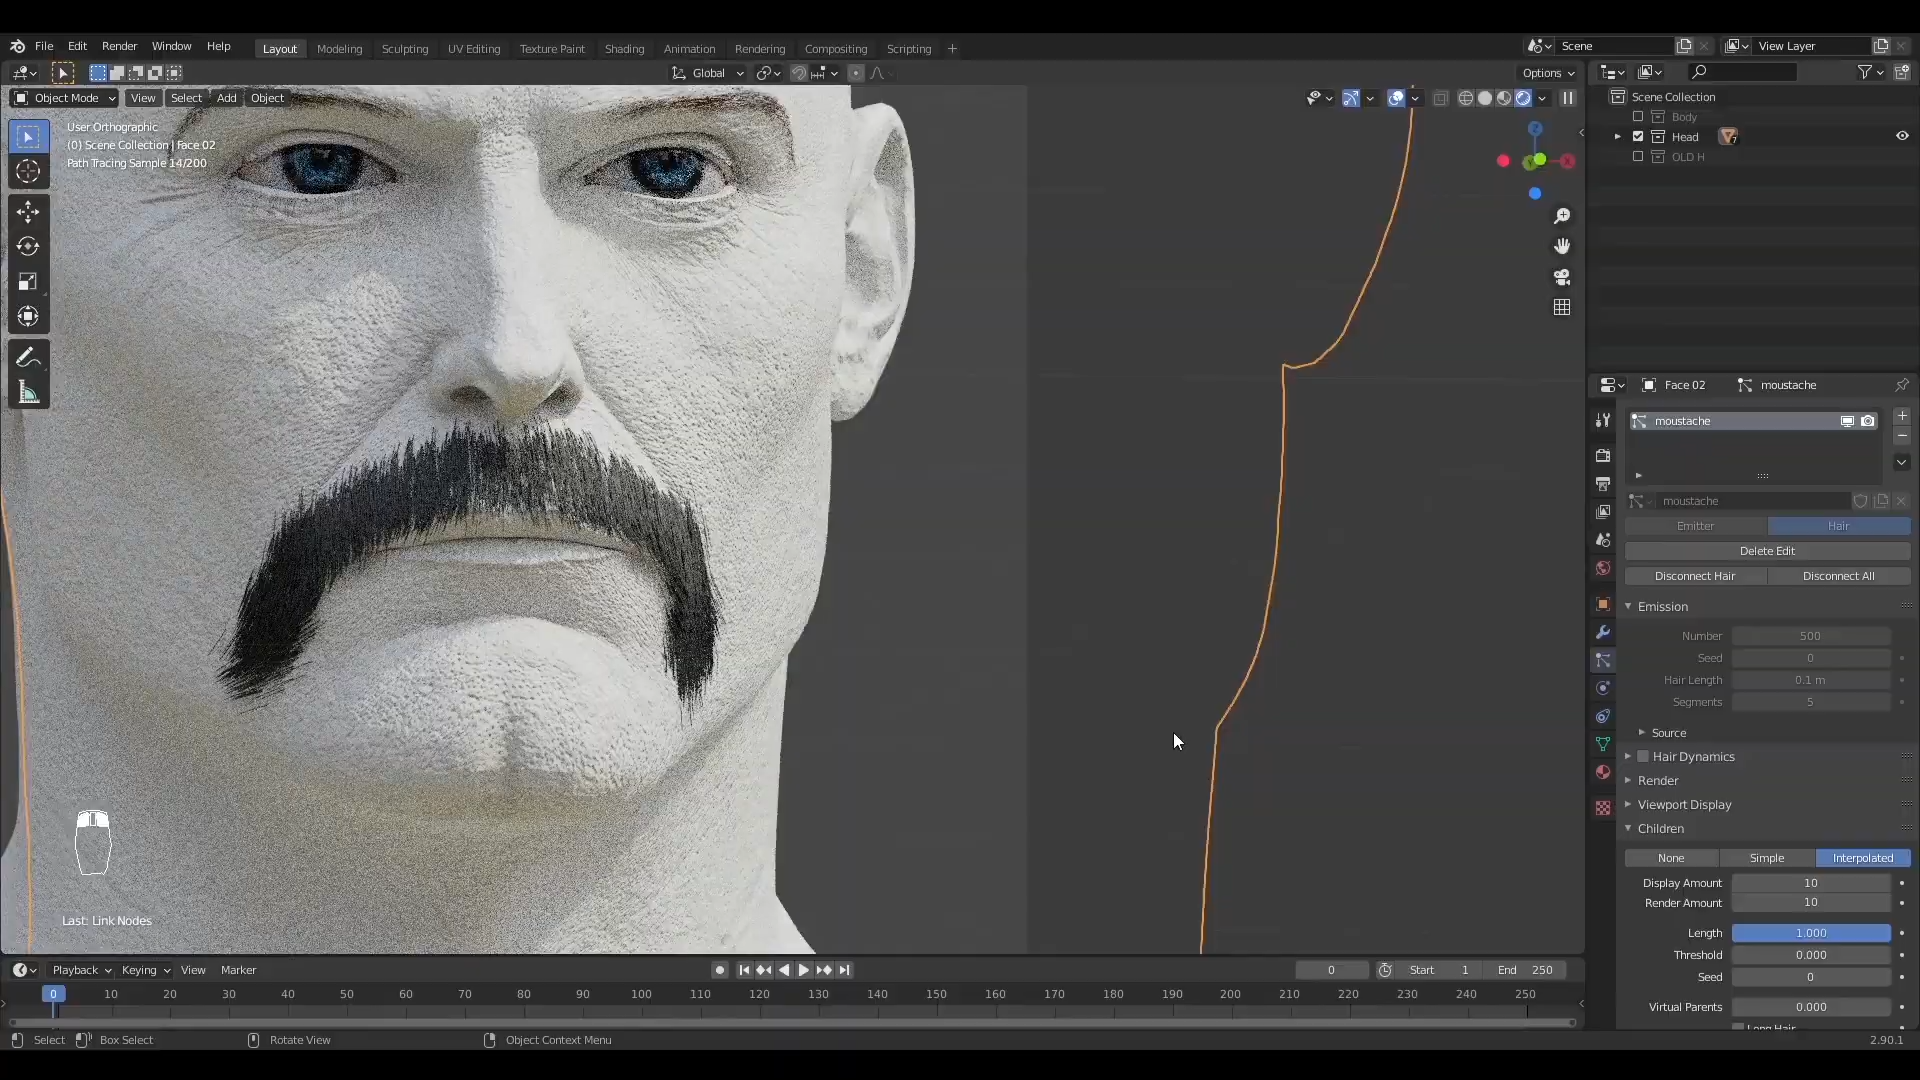 File Edit Render Window Help Layout Modeling Sculpting UV Editing Texture Paint Shading Animation Rendering Compositing Scripting + Scene View Layer
Global Options
Object Mode View Select Add Object
User Orthographic
(0) Scene Collection | Face 02
Path Tracing Sample 14/200
Scene Collection
Body
Head
OLD H
Face 02 moustache
moustache
moustache
Emitter Hair
Delete Edit
Disconnect Hair Disconnect All
Emission
Number 500
Seed 0
Hair Length 0.1 m
Segments 5
Source
Hair Dynamics
Render
Viewport Display
Children
None Simple Interpolated
Display Amount 10
Render Amount 10
Length 1.000
Threshold 0.000
Seed 0
Virtual Parents 0.000
Long Hair
Last: Link Nodes
Playback Keying View Marker 0 Start 1 End 250
0 10 20 30 40 50 60 70 80 90 100 110 120 130 140 150 160 170 180 190 200 210 220 230 240 250
Select Box Select Rotate View Object Context Menu 2.90.1